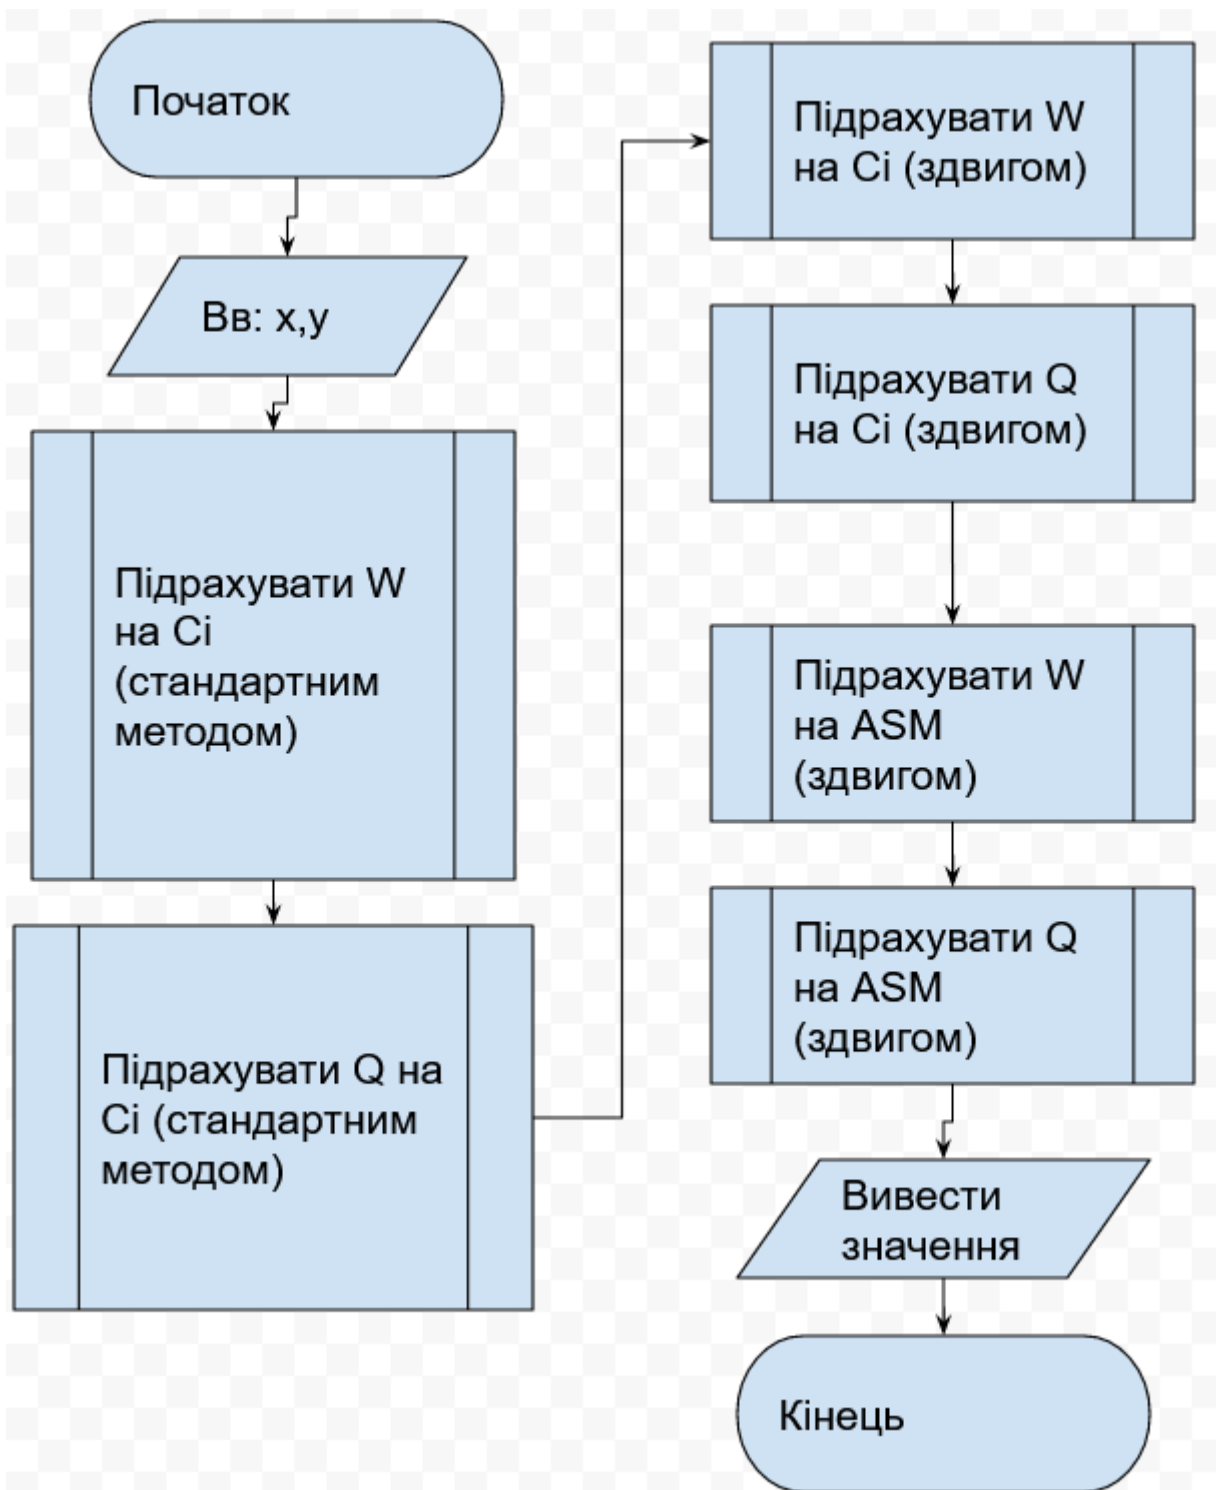 Початок
Вв: x,y
Підрахувати W
на Сі
(стандартним
методом)
Підрахувати Q на
Сі (стандартним
методом)
Підрахувати W
на Сі (здвигом)
Підрахувати Q
на Сі (здвигом)
Підрахувати W
на ASM
(здвигом)
Підрахувати Q
на ASM
(здвигом)
Вивести
значення
Кінець